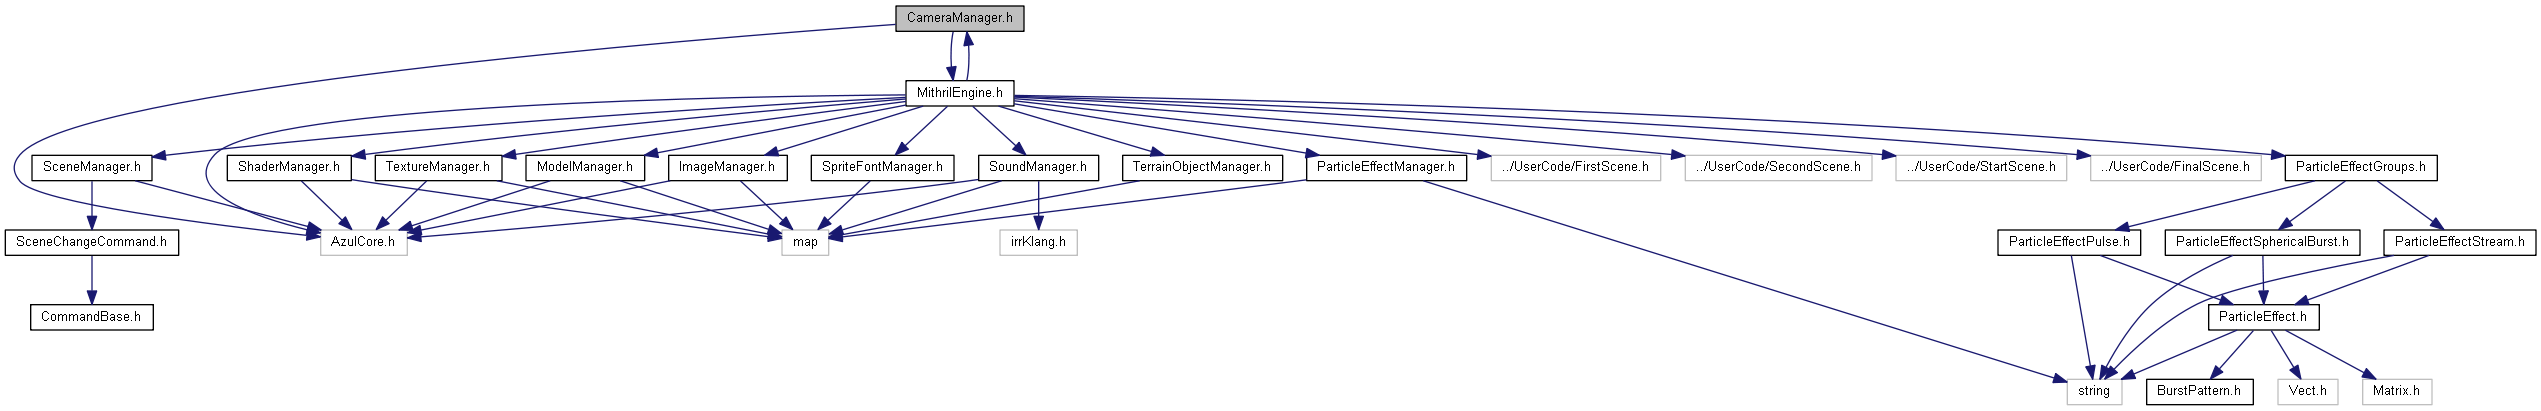 CameraManager.h
MithrilEngine.h
SceneManager.h
ShaderManager.h
TextureManager.h
ModelManager.h
ImageManager.h
SpriteFontManager.h
SoundManager.h
TerrainObjectManager.h
ParticleEffectManager.h
../UserCode/FirstScene.h
../UserCode/SecondScene.h
../UserCode/StartScene.h
../UserCode/FinalScene.h
ParticleEffectGroups.h
SceneChangeCommand.h
AzulCore.h
map
irrKlang.h
ParticleEffectPulse.h
ParticleEffectSphericalBurst.h
ParticleEffectStream.h
CommandBase.h
ParticleEffect.h
string
BurstPattern.h
Vect.h
Matrix.h